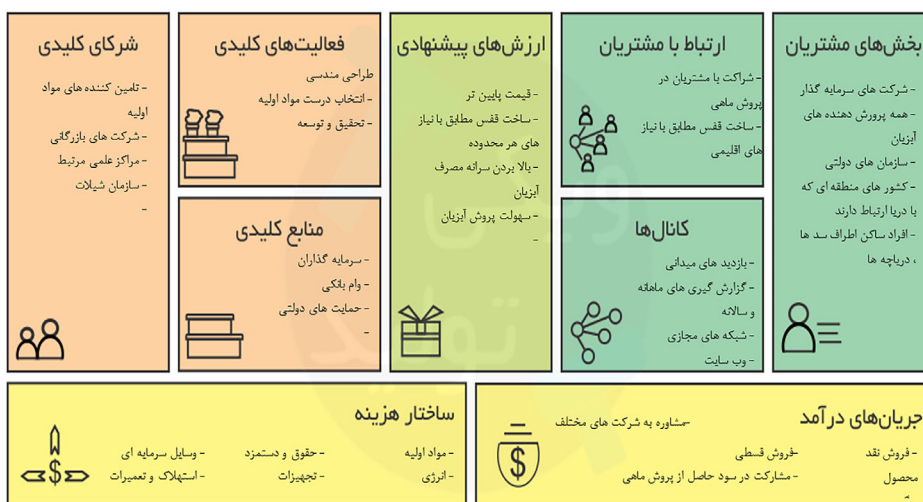 بخش‌های مشتریان
- شرکت های سرمایه گذار
- همه پرورش دهنده های
آبزیان
- سازمان های دولتی
- کشور های منطقه ای که
با دریا ارتباط دارند
- افراد ساکن اطراف سد ها
، دریاچه ها
ارتباط با مشتریان
- شراکت با مشتریان در
پروش ماهی
- ساخت قفس مطابق با نیاز
های اقلیمی
کانال‌ها
- بازدید های میدانی
- گزارش گیری های ماهانه
و سالانه
- شبکه های مجازی
- وب سایت
ارزش‌های پیشنهادی
- قیمت پایین تر
- ساخت قفس مطابق با نیاز
های هر محدوده
- بالا بردن سرانه مصرف
آبزیان
- سهولت پروش آبزیان
-
فعالیت‌های کلیدی
طراحی مندسی
- انتخاب درست مواد اولیه
- تحقیق و توسعه
منابع کلیدی
- سرمایه گذاران
- وام بانکی
- حمایت های دولتی
-
شرکای کلیدی
- تامین کننده های مواد
اولیه
- شرکت های بازرگانی
- مراکز علمی مرتبط
- سازمان شیلات
-
جریان‌های درآمد
-مشاوره به شرکت های مختلف
- فروش نقد
محصول
-فروش قسطی
- مشارکت در سود حاصل از پروش ماهی
ساختار هزینه
- مواد اولیه
- انرژی
- حقوق و دستمزد
- تجهیزات
- وسایل سرمایه ای
- استهلاک و تعمیرات
ویکی
تولید